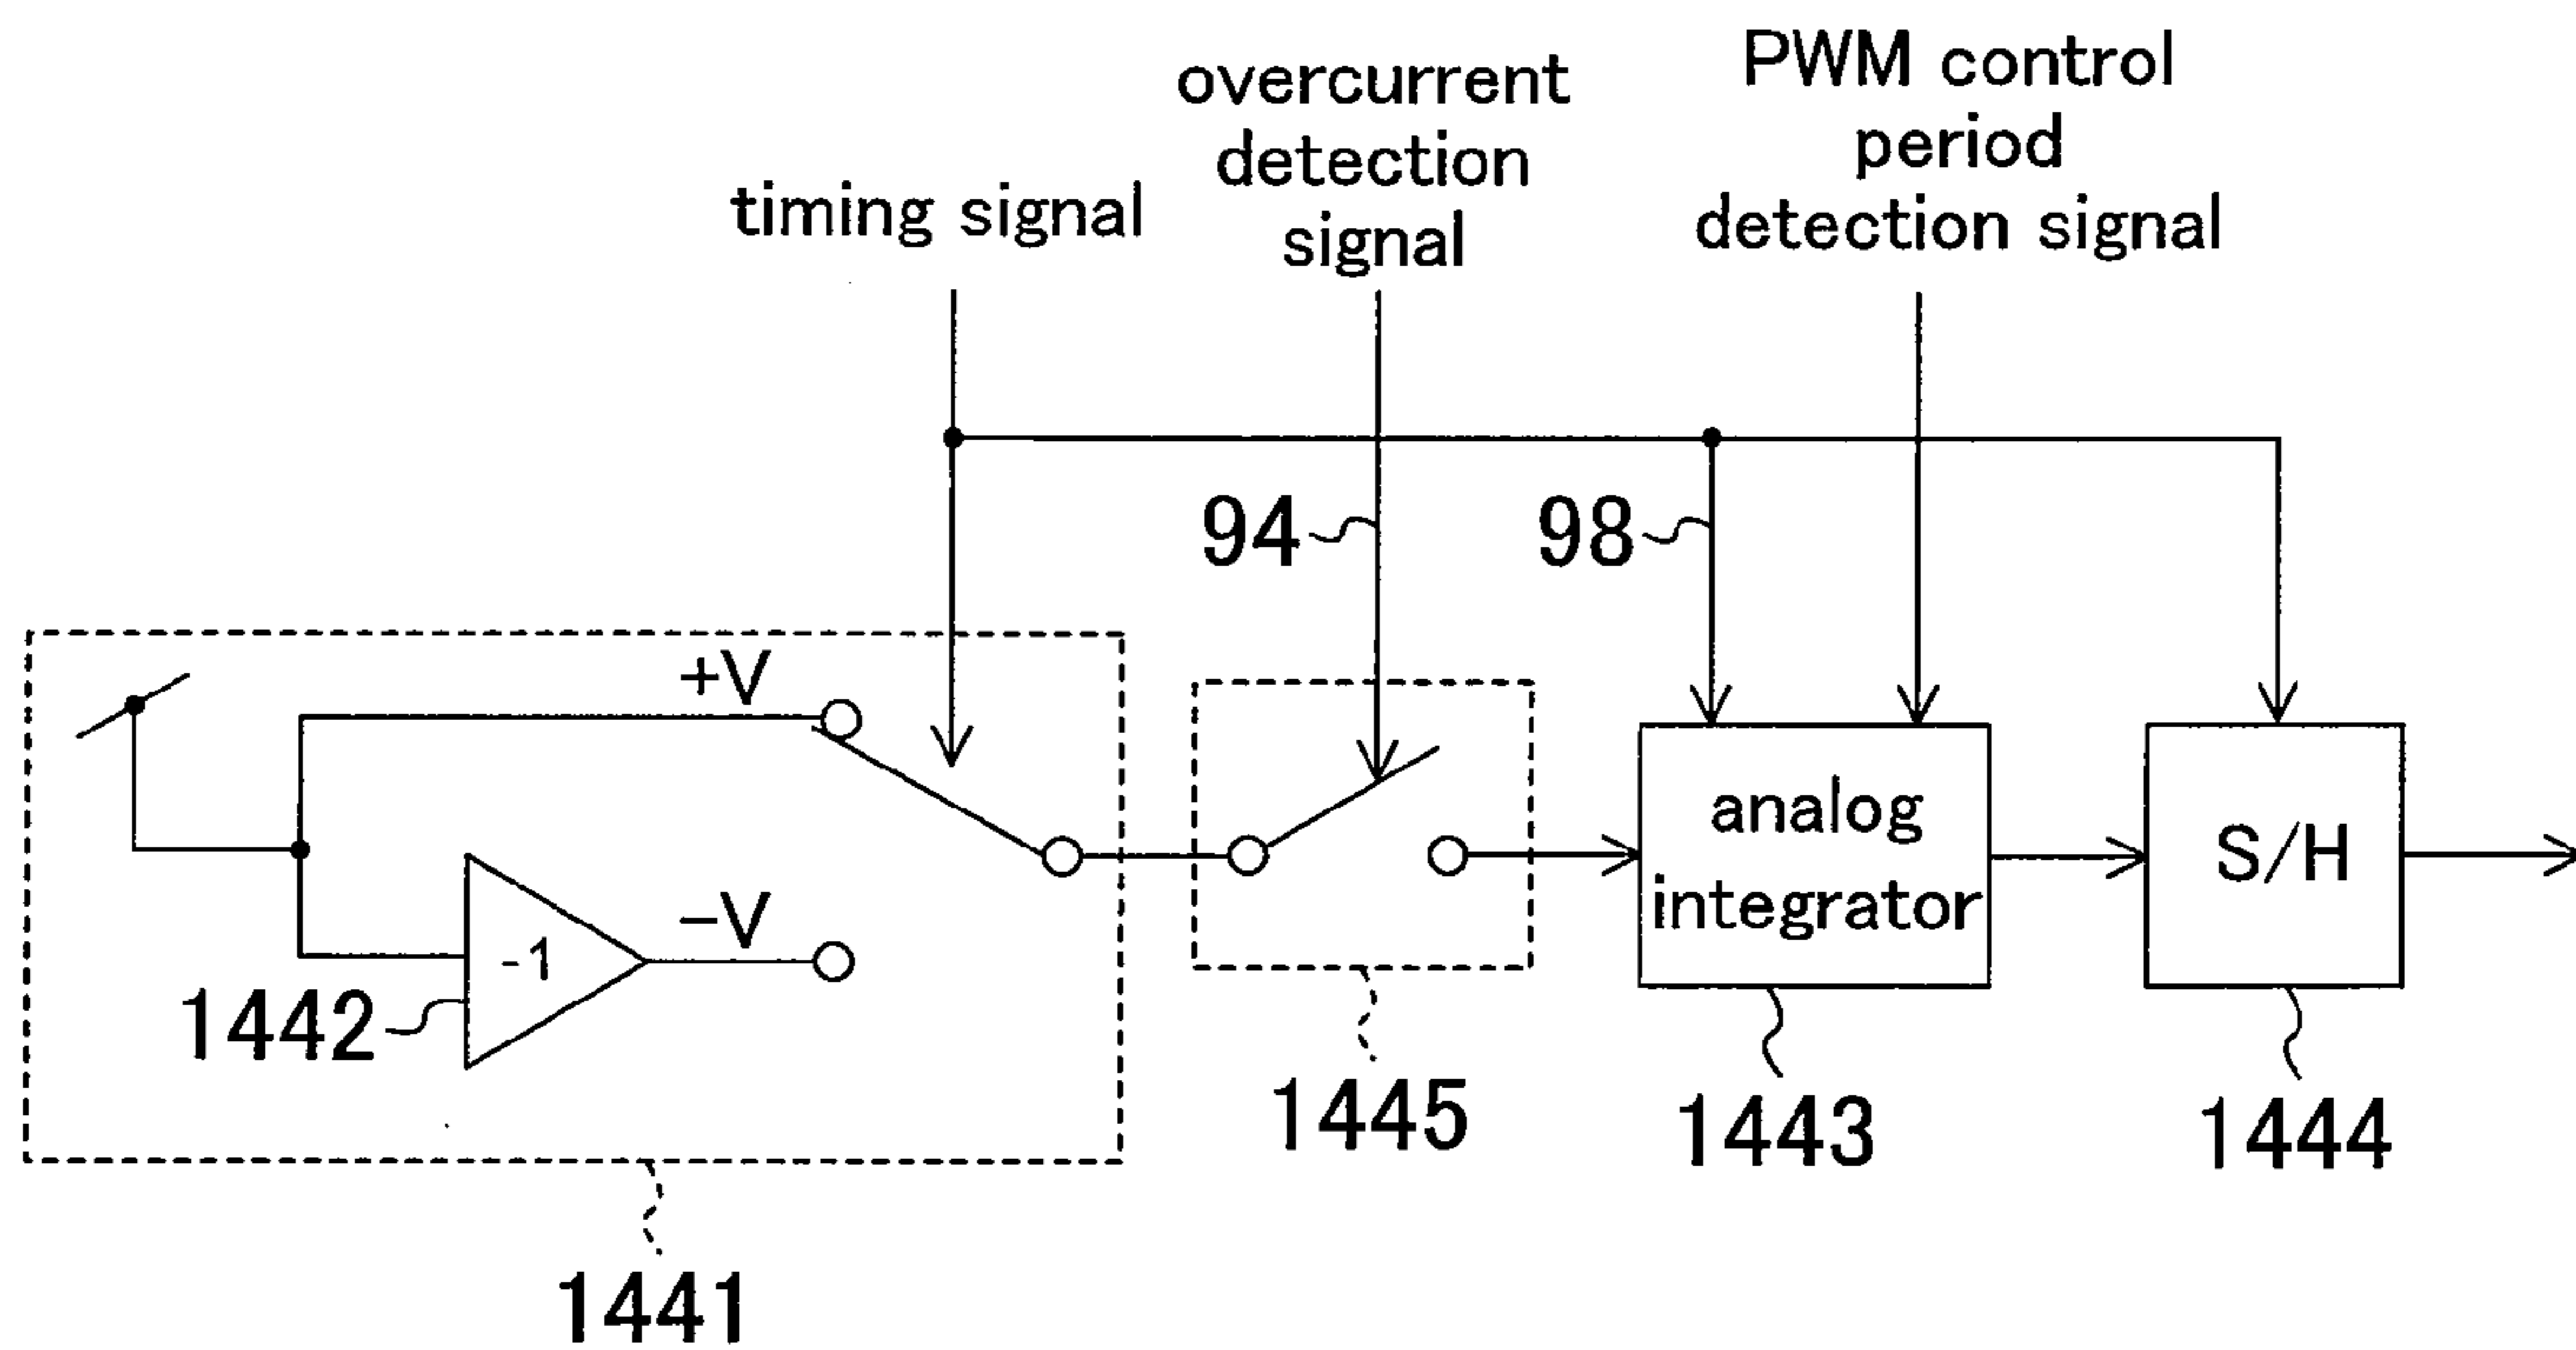 PWM control
period
detection signal
overcurrent
detection
signal
timing signal
94
98
+V
-1
−V
analog
integrator
S/H
1442
1445
1443
1444
1441